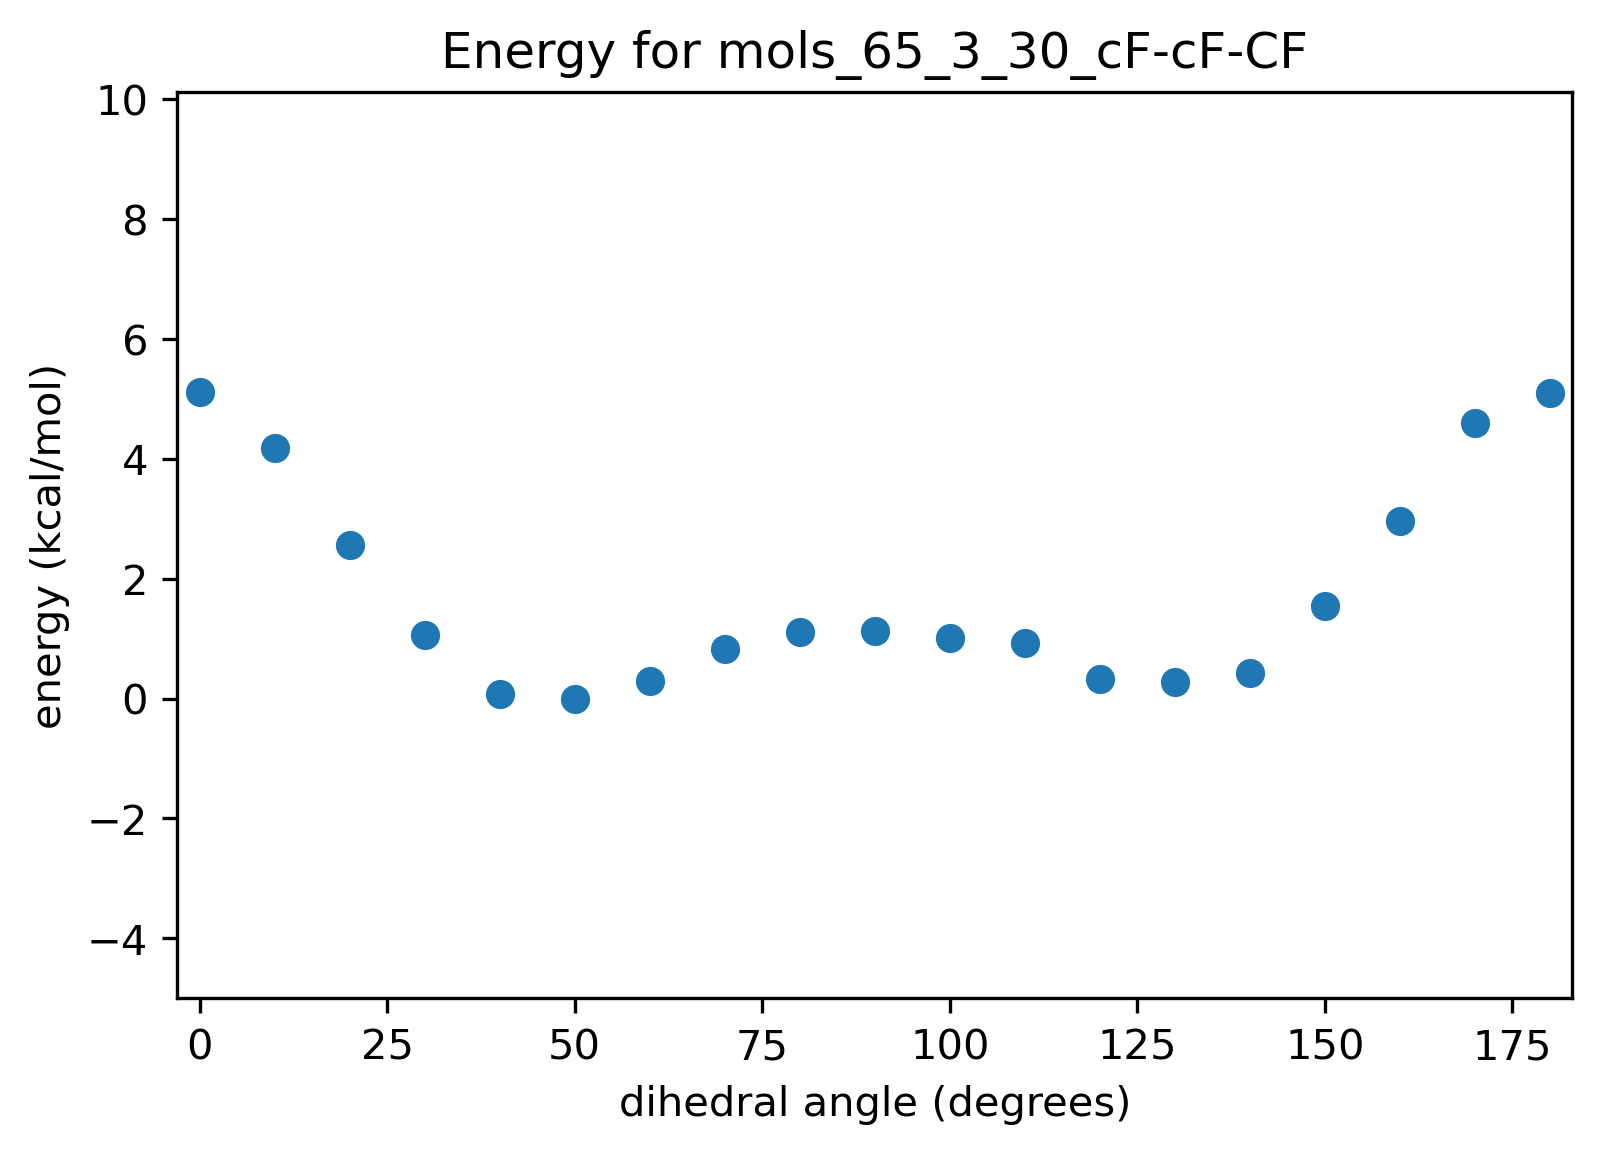 Energy for mols_65_3_30_cF-cF-CF
10
8
6
4
2
0
−2
−4
energy (kcal/mol)
0 25 50 75 100 125 150 175
dihedral angle (degrees)